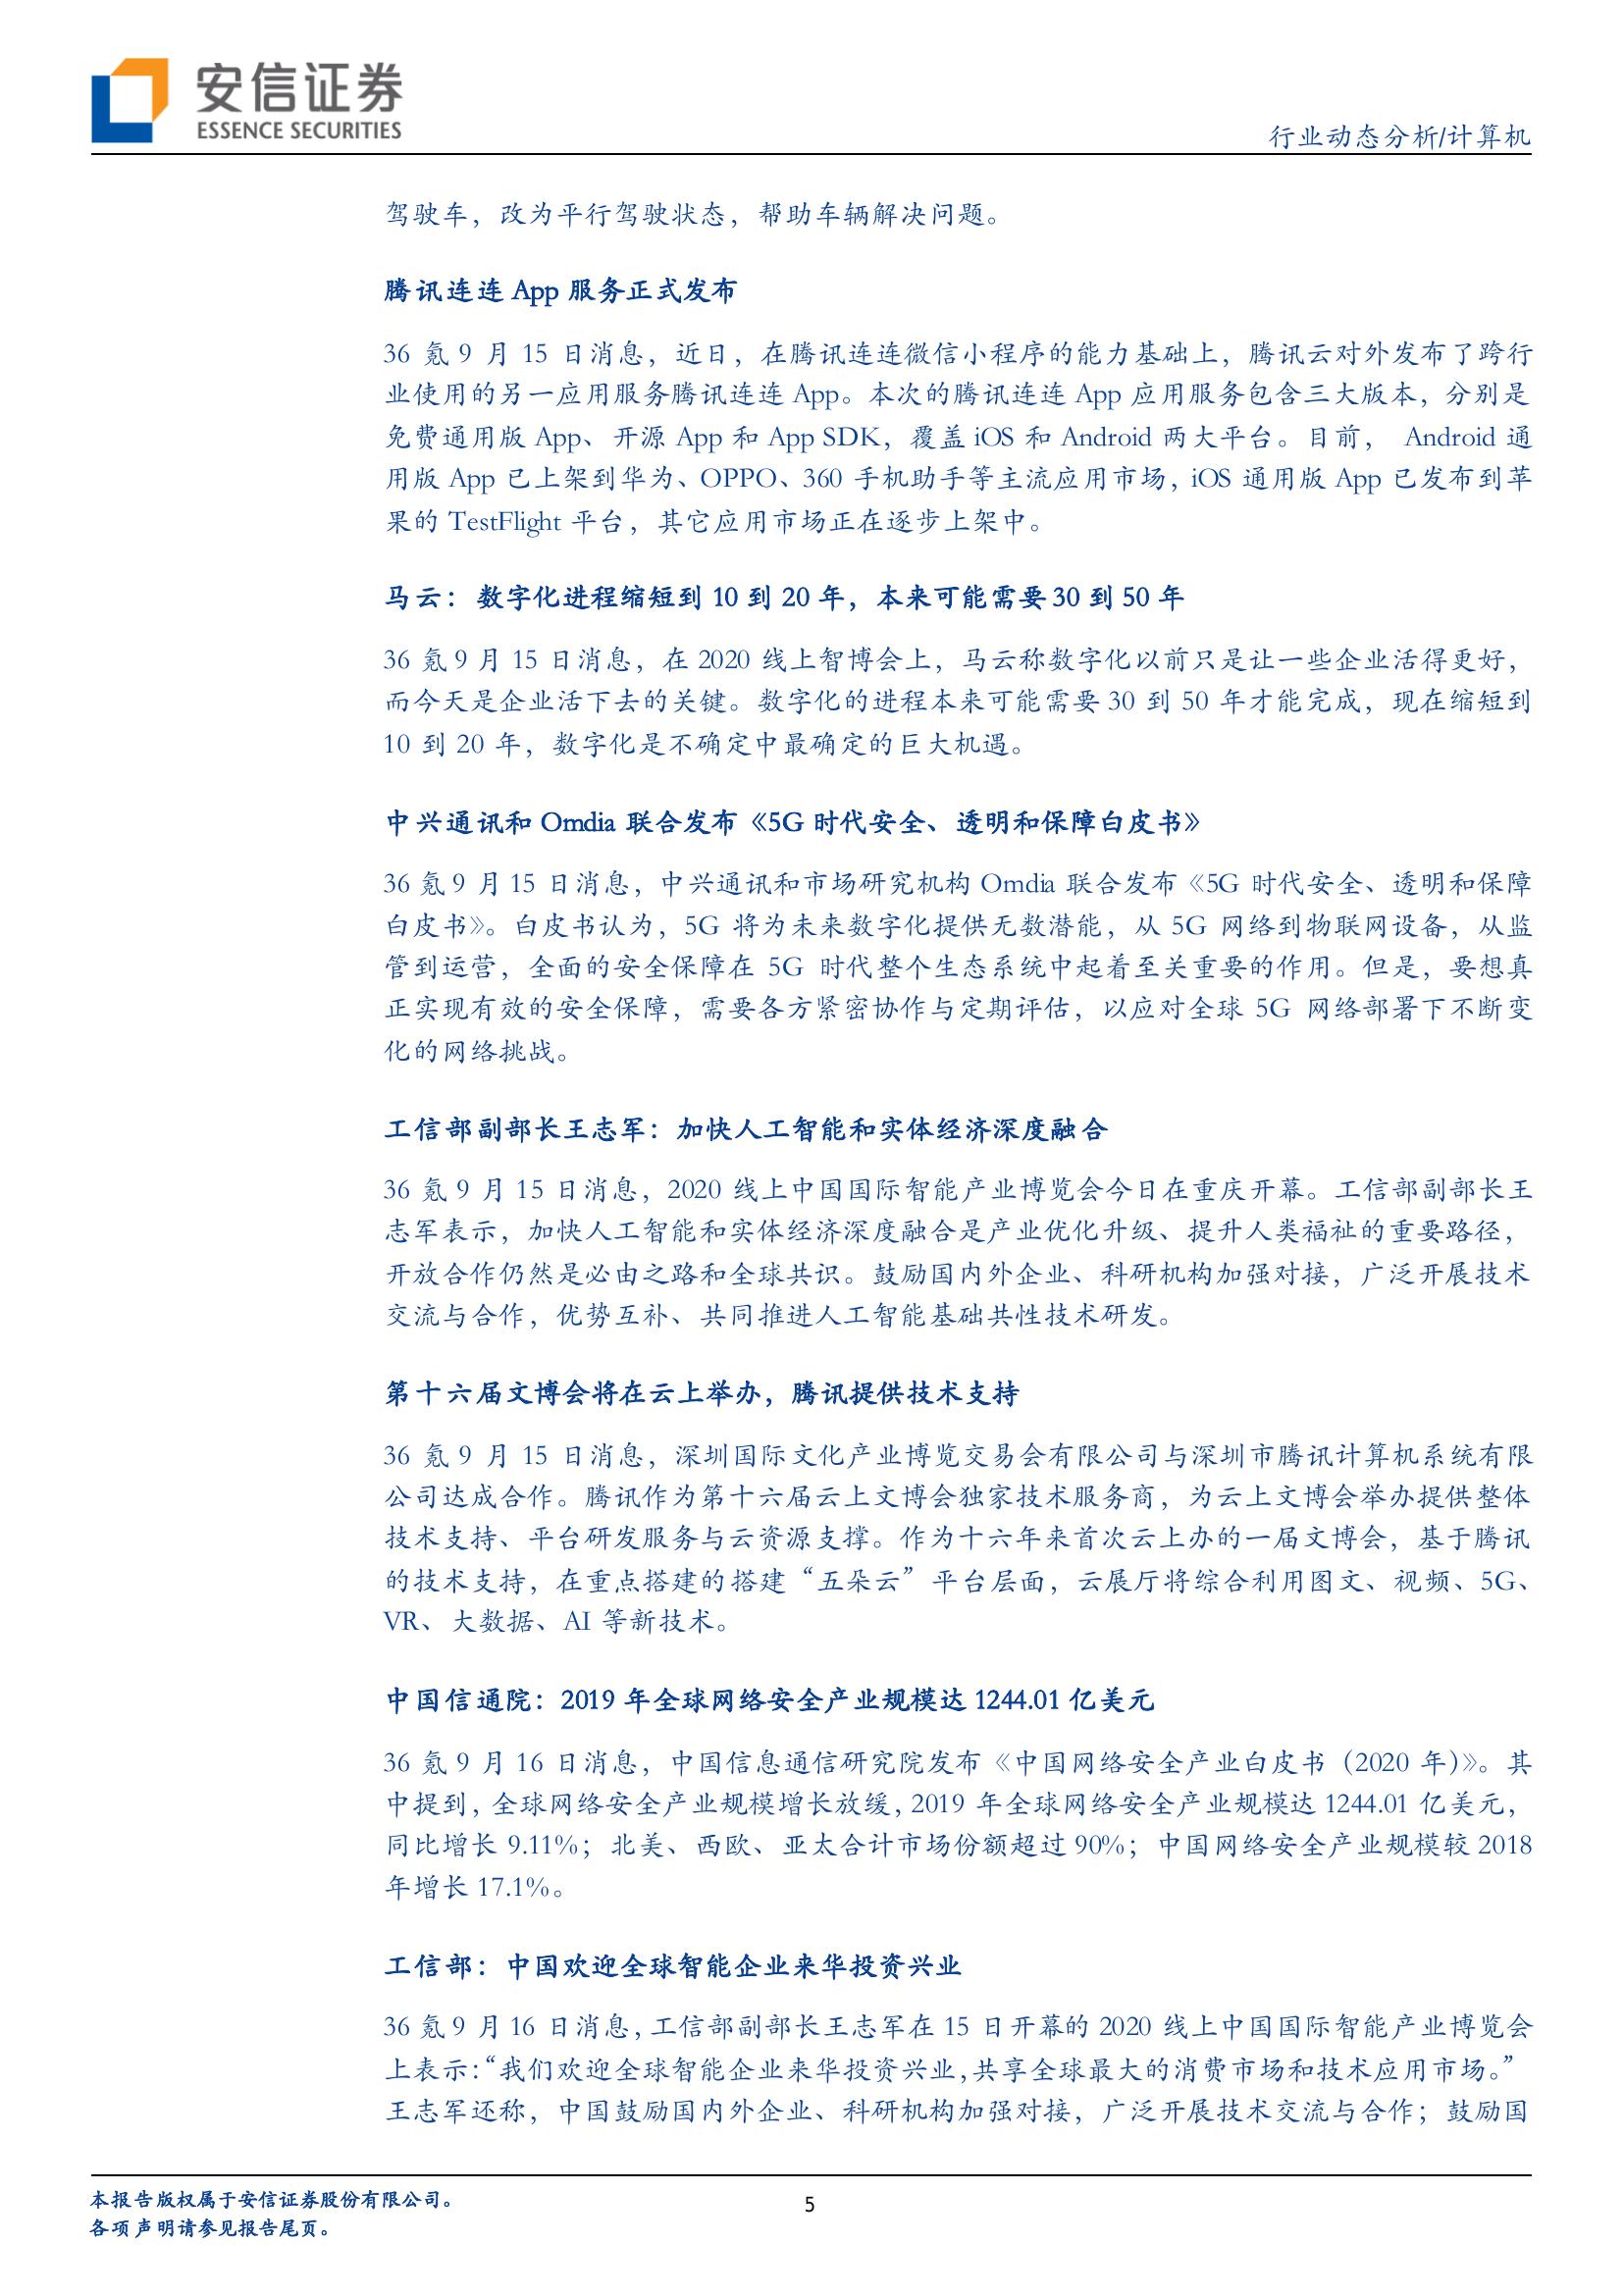 安信证券
ESSENCE SECURITIES
行业动态分析/计算机
驾驶车，改为平行驾驶状态，帮助车辆解决问题。
腾讯连连 App 服务正式发布
36 氪 9 月 15 日消息，近日，在腾讯连连微信小程序的能力基础上，腾讯云对外发布了跨行
业使用的另一应用服务腾讯连连 App。本次的腾讯连连 App 应用服务包含三大版本，分别是
免费通用版 App、开源 App 和 App SDK，覆盖 iOS 和 Android 两大平台。目前， Android 通
用版 App 已上架到华为、OPPO、360 手机助手等主流应用市场，iOS 通用版 App 已发布到苹
果的 TestFlight 平台，其它应用市场正在逐步上架中。
马云：数字化进程缩短到 10 到 20 年，本来可能需要 30 到 50 年
36 氪 9 月 15 日消息，在 2020 线上智博会上，马云称数字化以前只是让一些企业活得更好，
而今天是企业活下去的关键。数字化的进程本来可能需要 30 到 50 年才能完成，现在缩短到
10 到 20 年，数字化是不确定中最确定的巨大机遇。
中兴通讯和 Omdia 联合发布《5G 时代安全、透明和保障白皮书》
36 氪 9 月 15 日消息，中兴通讯和市场研究机构 Omdia 联合发布《5G 时代安全、透明和保障
白皮书》。白皮书认为，5G 将为未来数字化提供无数潜能，从 5G 网络到物联网设备，从监
管到运营，全面的安全保障在 5G 时代整个生态系统中起着至关重要的作用。但是，要想真
正实现有效的安全保障，需要各方紧密协作与定期评估，以应对全球 5G 网络部署下不断变
化的网络挑战。
工信部副部长王志军：加快人工智能和实体经济深度融合
36 氪 9 月 15 日消息，2020 线上中国国际智能产业博览会今日在重庆开幕。工信部副部长王
志军表示，加快人工智能和实体经济深度融合是产业优化升级、提升人类福祉的重要路径，
开放合作仍然是必由之路和全球共识。鼓励国内外企业、科研机构加强对接，广泛开展技术
交流与合作，优势互补、共同推进人工智能基础共性技术研发。
第十六届文博会将在云上举办，腾讯提供技术支持
36 氪 9 月 15 日消息，深圳国际文化产业博览交易会有限公司与深圳市腾讯计算机系统有限
公司达成合作。腾讯作为第十六届云上文博会独家技术服务商，为云上文博会举办提供整体
技术支持、平台研发服务与云资源支撑。作为十六年来首次云上办的一届文博会，基于腾讯
的技术支持，在重点搭建的搭建“五朵云”平台层面，云展厅将综合利用图文、视频、5G、
VR、大数据、AI 等新技术。
中国信通院：2019 年全球网络安全产业规模达 1244.01 亿美元
36 氪 9 月 16 日消息，中国信息通信研究院发布《中国网络安全产业白皮书（2020 年）》。其
中提到，全球网络安全产业规模增长放缓，2019 年全球网络安全产业规模达 1244.01 亿美元，
同比增长 9.11%；北美、西欧、亚太合计市场份额超过 90%；中国网络安全产业规模较 2018
年增长 17.1%。
工信部：中国欢迎全球智能企业来华投资兴业
36 氪 9 月 16 日消息，工信部副部长王志军在 15 日开幕的 2020 线上中国国际智能产业博览会
上表示：“我们欢迎全球智能企业来华投资兴业，共享全球最大的消费市场和技术应用市场。”
王志军还称，中国鼓励国内外企业、科研机构加强对接，广泛开展技术交流与合作；鼓励国
本报告版权属于安信证券股份有限公司。
各项声明请参见报告尾页。
5